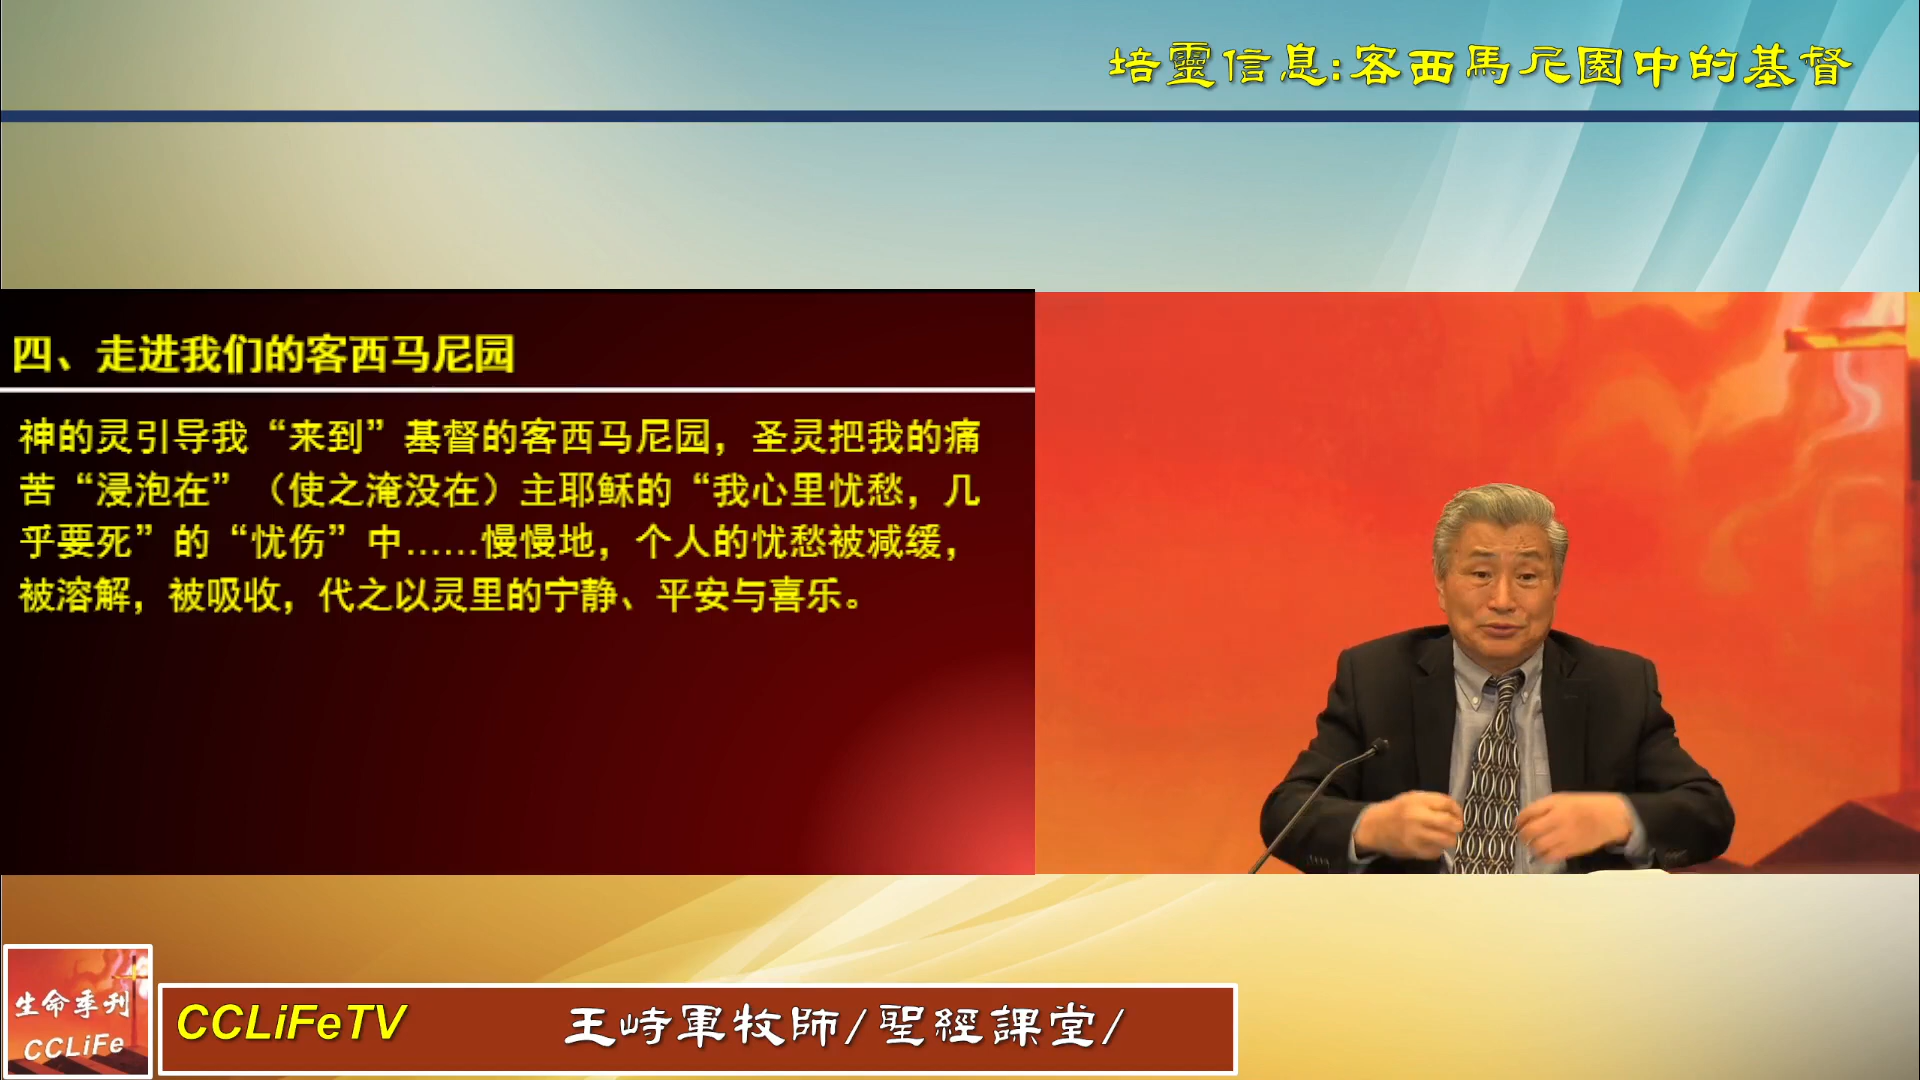 培靈信息:客西馬尼園中的基督
四、走进我们的客西马尼园
神的灵引导我“来到”基督的客西马尼园，圣灵把我的痛
苦“浸泡在”（使之淹没在）主耶稣的“我心里忧愁，几
乎要死”的“忧伤”中……慢慢地，个人的忧愁被减缓，
被溶解，被吸收，代之以灵里的宁静、平安与喜乐。
生命季刊
CCLiFe
CCLiFeTV
王峙軍牧師/聖經課堂/